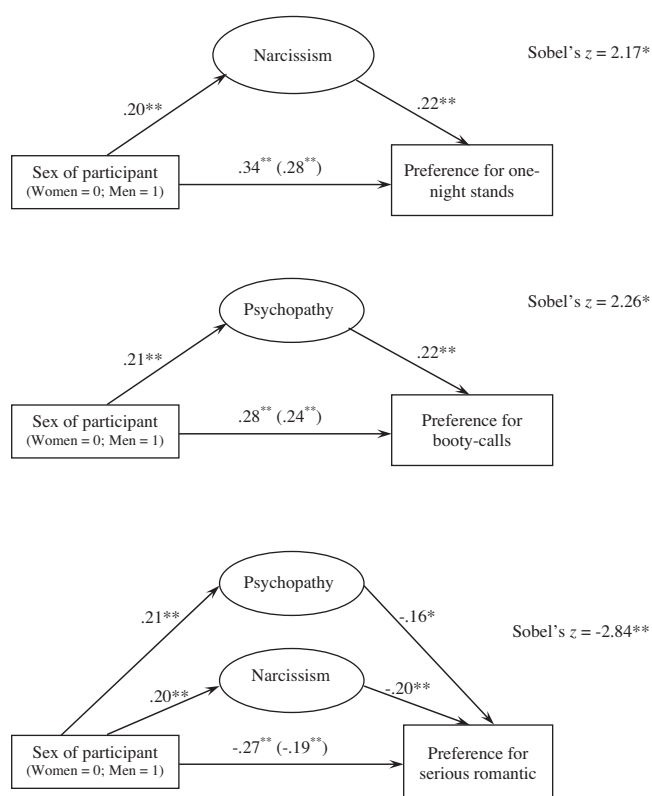 Narcissism
Sobel's z = 2.17*
.20**
.22**
Sex of participant
(Women = 0; Men = 1)
.34** (.28**)
Preference for one-
night stands
Psychopathy
Sobel's z = 2.26*
.21**
.22**
Sex of participant
(Women = 0; Men = 1)
.28** (.24**)
Preference for
booty-calls
Psychopathy
.21**
-.16*
Sobel's z = -2.84**
Narcissism
.20**
-.20**
Sex of participant
(Women = 0; Men = 1)
-.27** (-.19**)
Preference for
serious romantic